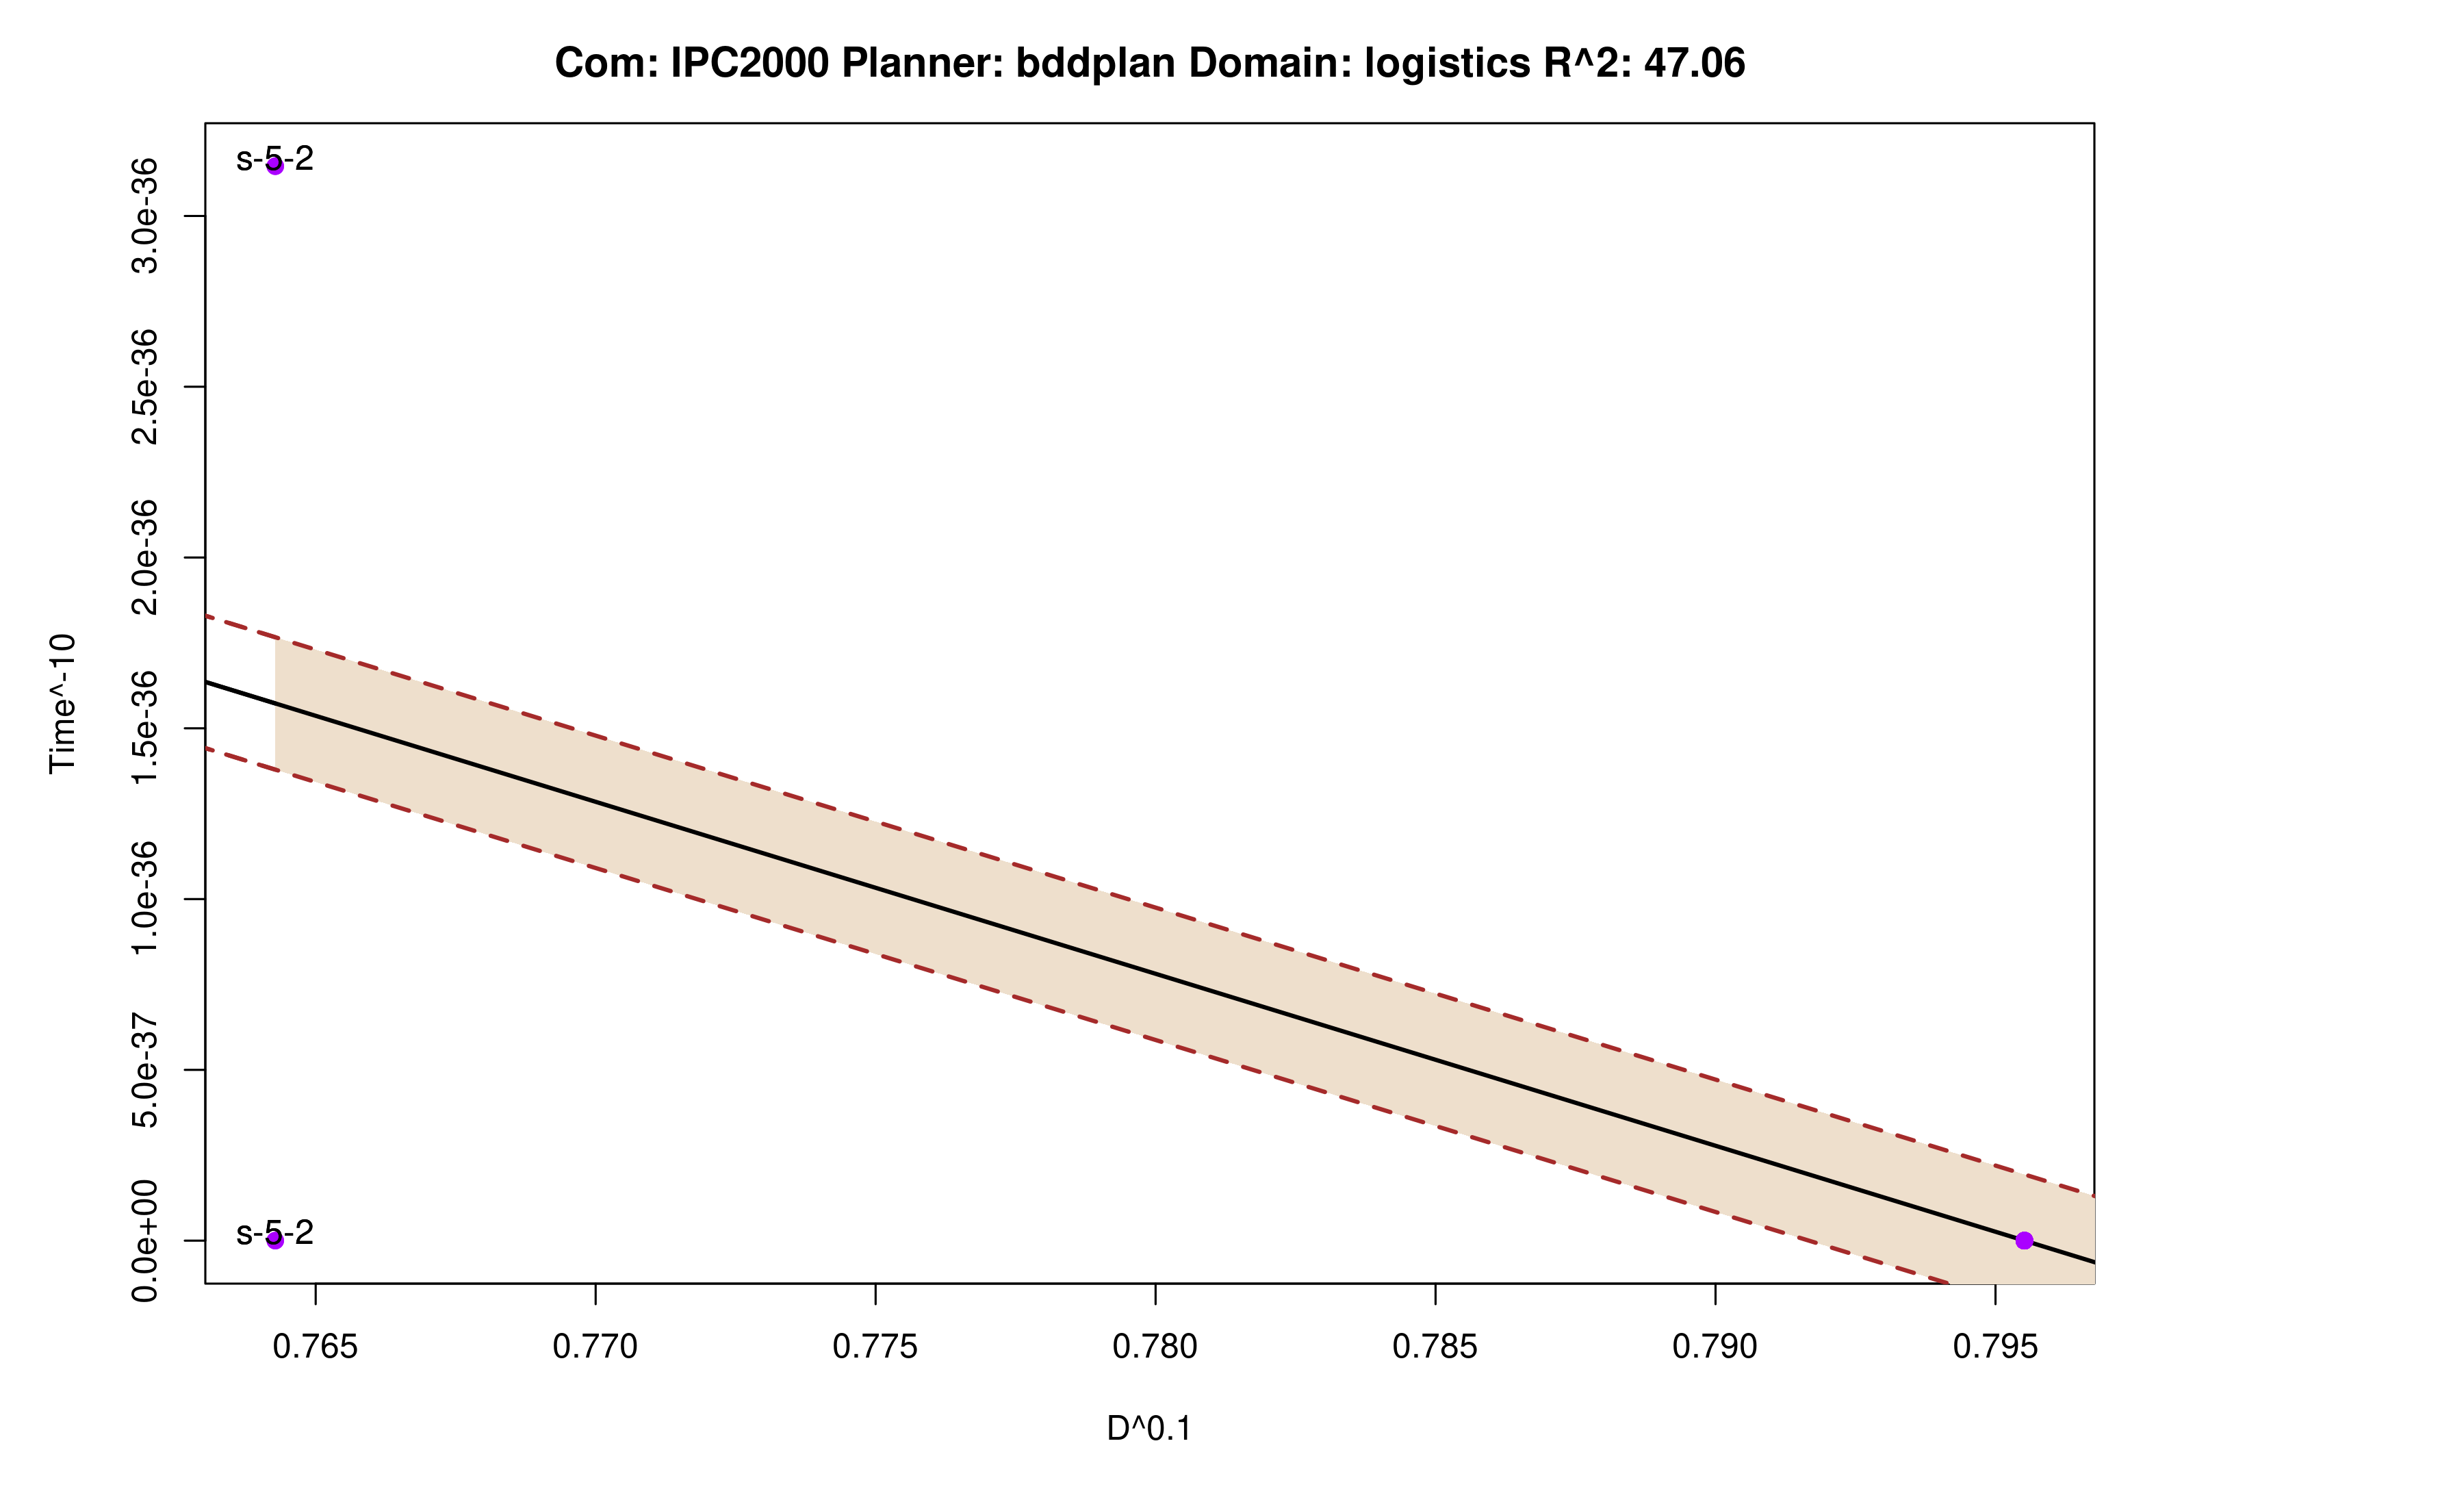 Com: IPC2000 Planner: bddplan Domain: logistics R^2: 47.06
s-5-2
3.0e-36
2.5e-36
2.0e-36
1.5e-36
1.0e-36
5.0e-37
0.0e+00
Time^-10
s-5-2
0.765 0.770 0.775 0.780 0.785 0.790 0.795
D^0.1